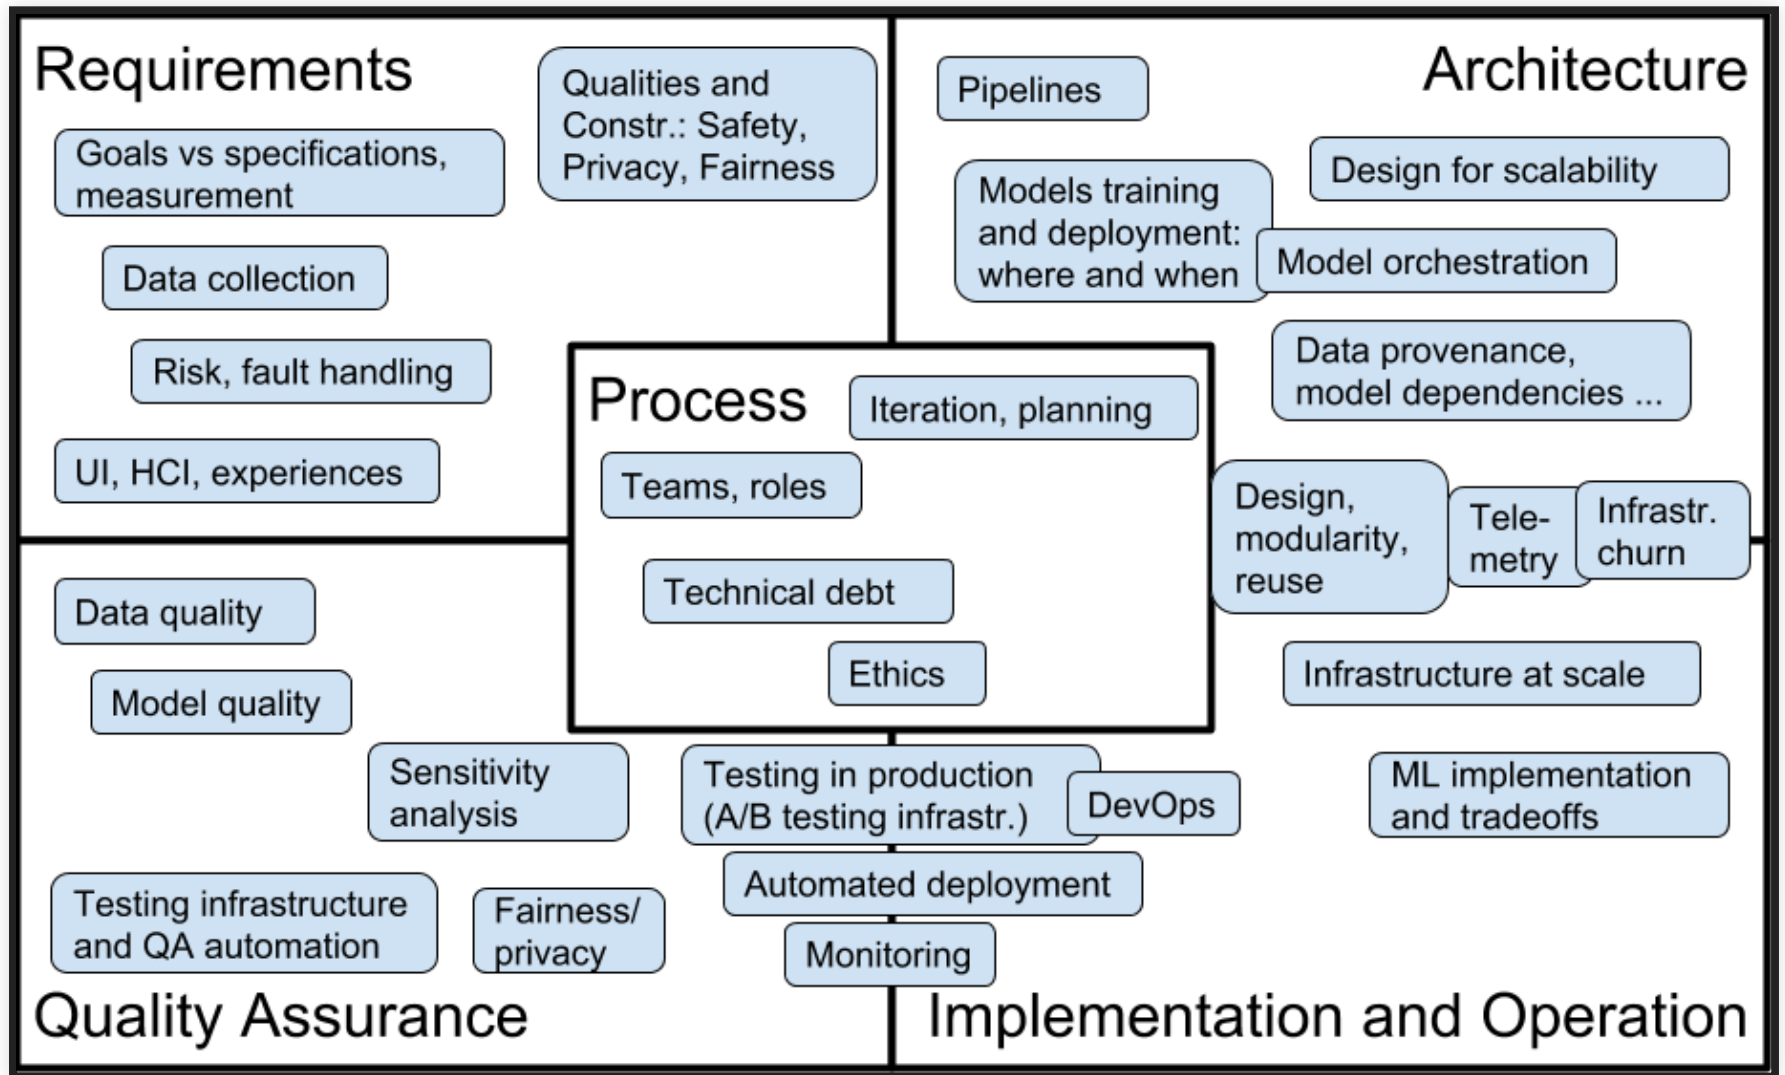 Requirements
Qualities and
Constr.: Safety,
Privacy, Fairness
Goals vs specifications,
measurement
Data collection
Risk, fault handling
UI, HCI, experiences
Architecture
Pipelines
Design for scalability
Models training
and deployment:
where and when
Model orchestration
Data provenance,
model dependencies ...
Process
Iteration, planning
Teams, roles
Technical debt
Ethics
Design,
modularity,
reuse
Tele-
metry
Infrastr.
churn
Data quality
Model quality
Sensitivity
analysis
Testing infrastructure
and QA automation
Fairness/
privacy
Quality Assurance
Testing in production
(A/B testing infrastr.)
DevOps
Automated deployment
Monitoring
Infrastructure at scale
ML implementation
and tradeoffs
Implementation and Operation